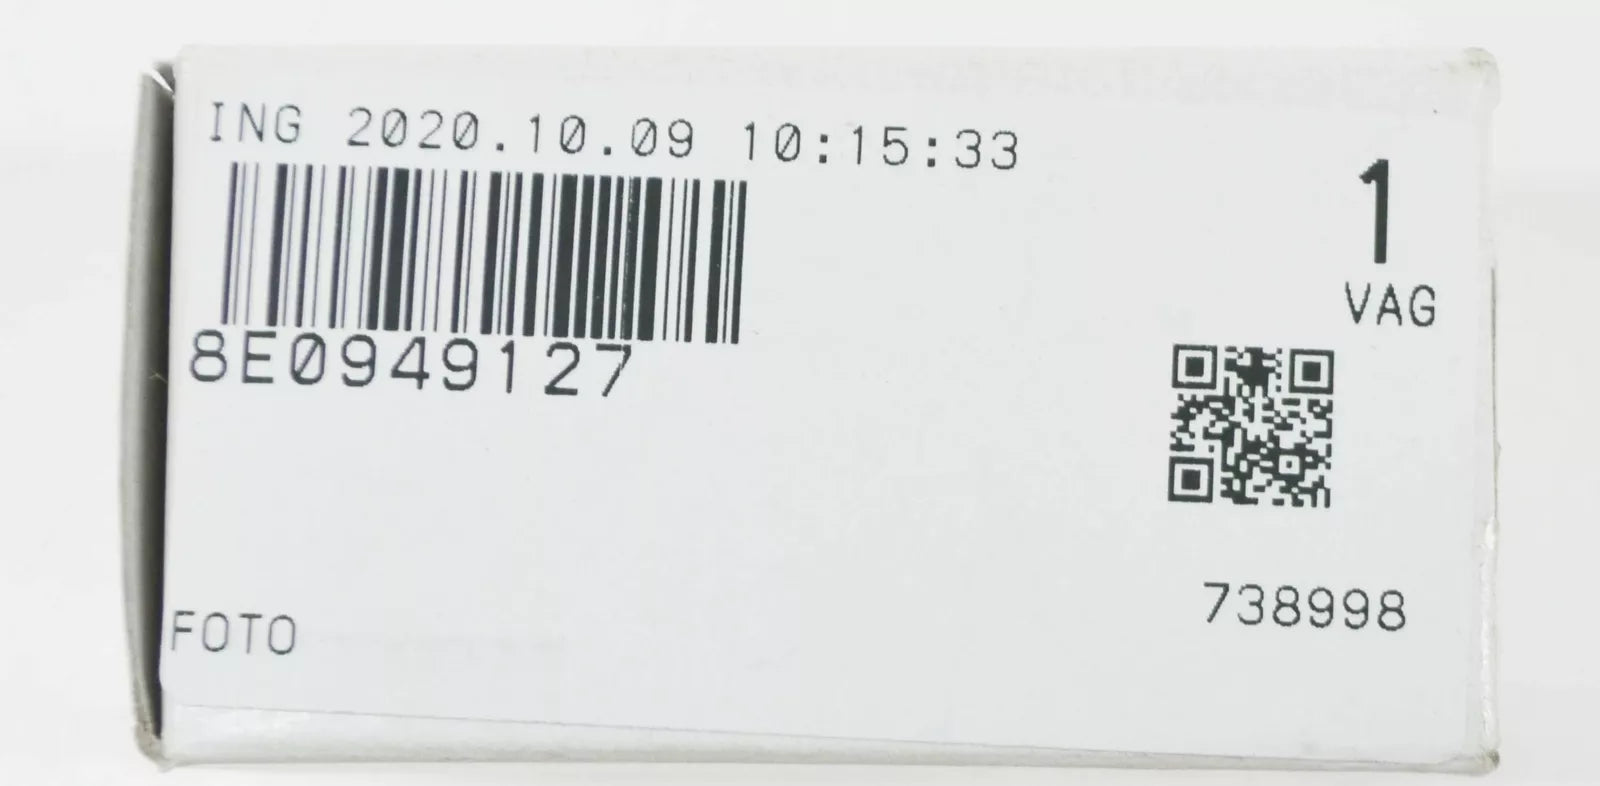 ING 2020.10.09 10:15:33
1
VAG
8E0949127
738998
FOTO